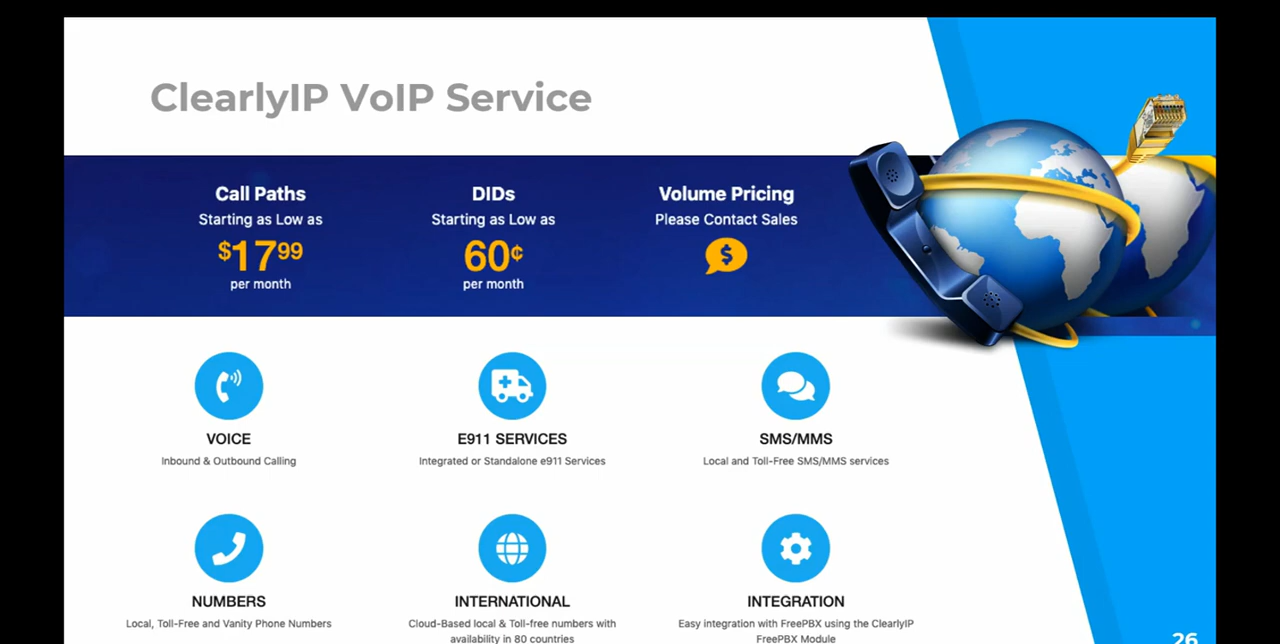 ClearlyIP VoIP Service
Call Paths
Starting as Low as
$17⁹⁹
per month
DIDs
Starting as Low as
60¢
per month
Volume Pricing
Please Contact Sales
$
VOICE
Inbound & Outbound Calling
E911 SERVICES
Integrated or Standalone e911 Services
SMS/MMS
Local and Toll-Free SMS/MMS services
NUMBERS
Local, Toll-Free and Vanity Phone Numbers
INTERNATIONAL
Cloud-Based local & Toll-free numbers with
availability in 80 countries
INTEGRATION
Easy integration with FreePBX using the ClearlyIP
FreePBX Module
26